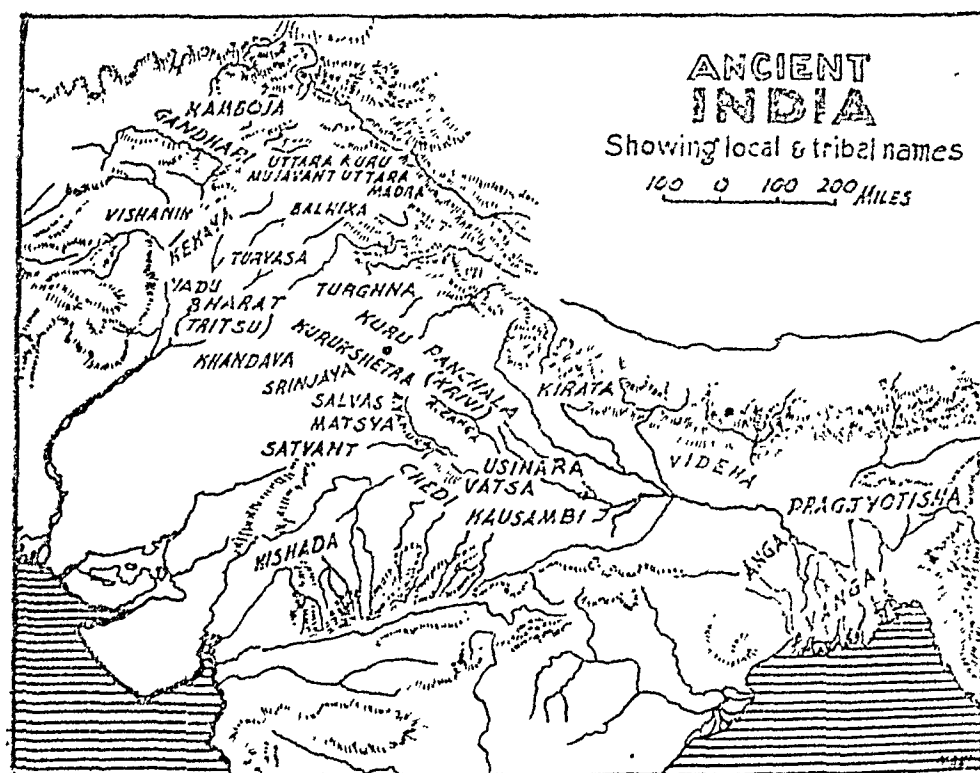 ANCIENT
INDIA
Showing local & tribal names
100 0 100 200 MILES
KAMBOJA
GANDHARI
UTTARA KURU
MUJAVANT UTTARA
MADRA
VISHANIN
BALHIXA
KEKAYA
TURVASA
YADU
BHARAT
(TRITSU)
TURGHNA
KURU
KURUKSHETRA
KHANDAVA
SRINJAYA
PANCHALA
(KRIVI)
KIRATA
SALVAS
MATSYA
SATVANT
USINARA
VATSA
CHEDI
KAUSAMBI
VIDEHA
PRAGJYOTISHA
NISHADA
ANGA
VANGA